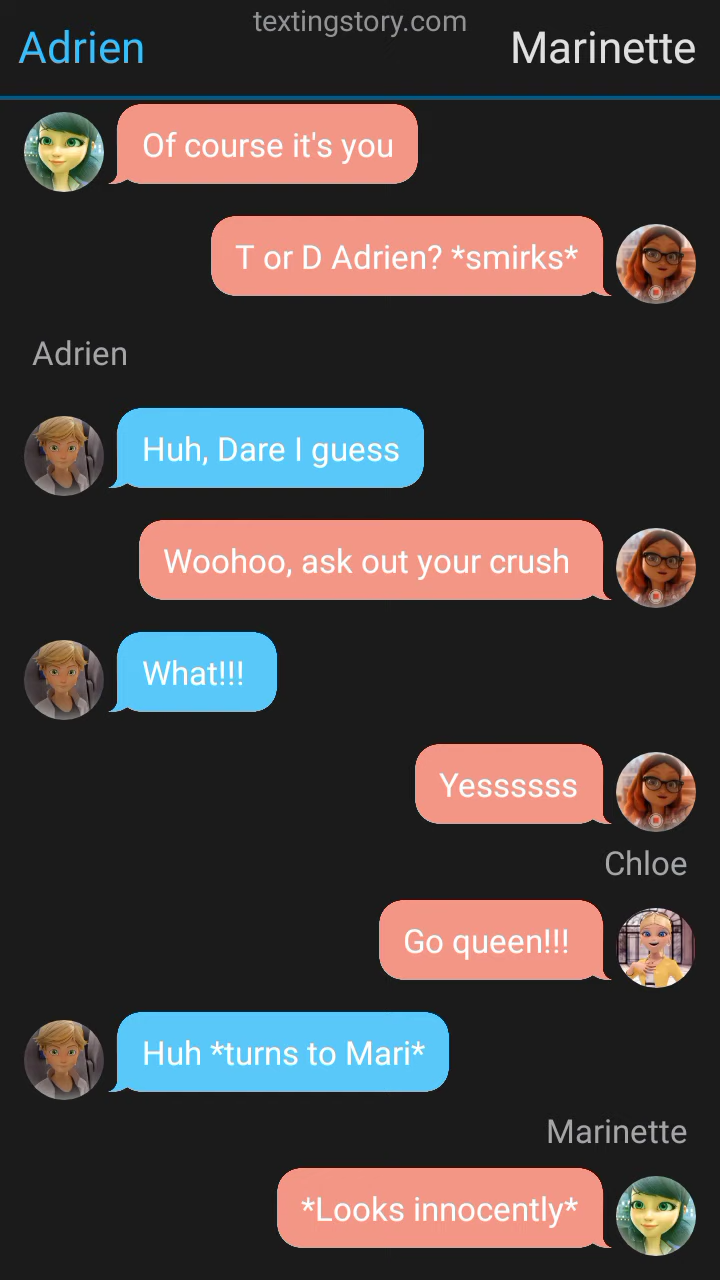 textingstory.com
Adrien
Marinette
Of course it's you
T or D Adrien? *smirks*
Adrien
Huh, Dare I guess
Woohoo, ask out your crush
What!!!
Yessssss
Chloe
Go queen!!!
Huh *turns to Mari*
Marinette
*Looks innocently*